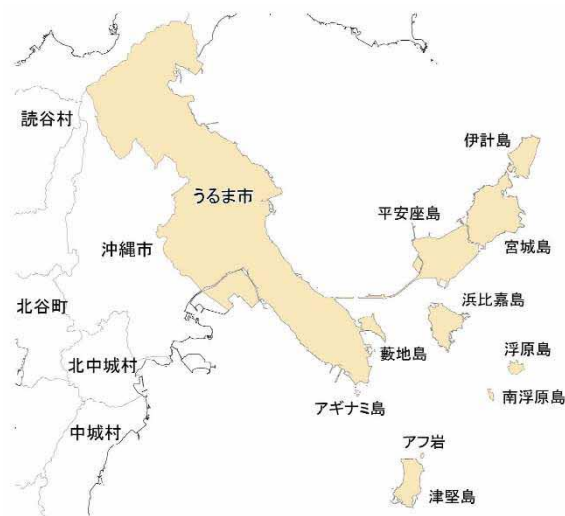 読谷村
伊計島
うるま市
平安座島
沖縄市
宮城島
北谷町
浜比嘉島
藪地島
浮原島
北中城村
南浮原島
アギナミ島
中城村
アフ岩
津堅島